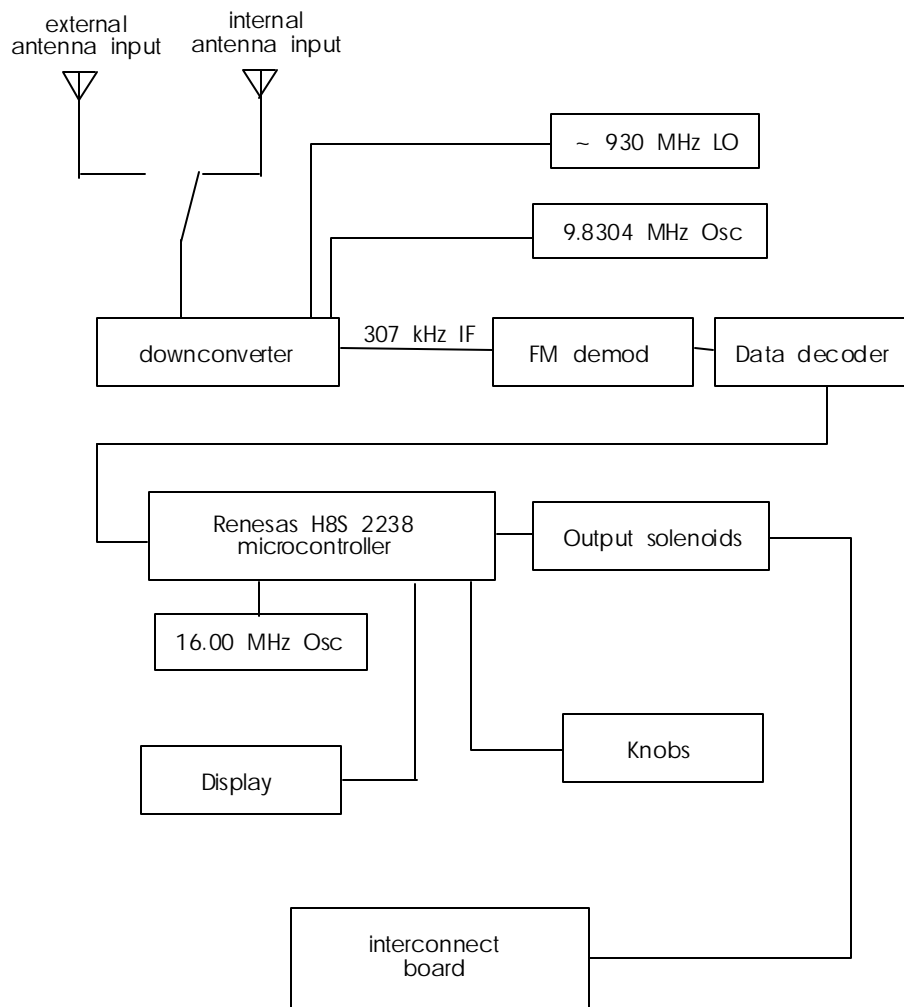 external
antenna input
internal
antenna input
~ 930 MHz LO
9.8304 MHz Osc
downconverter
307 kHz IF
FM demod
Data decoder
Renesas H8S 2238
microcontroller
Output solenoids
16.00 MHz Osc
Knobs
Display
interconnect
board